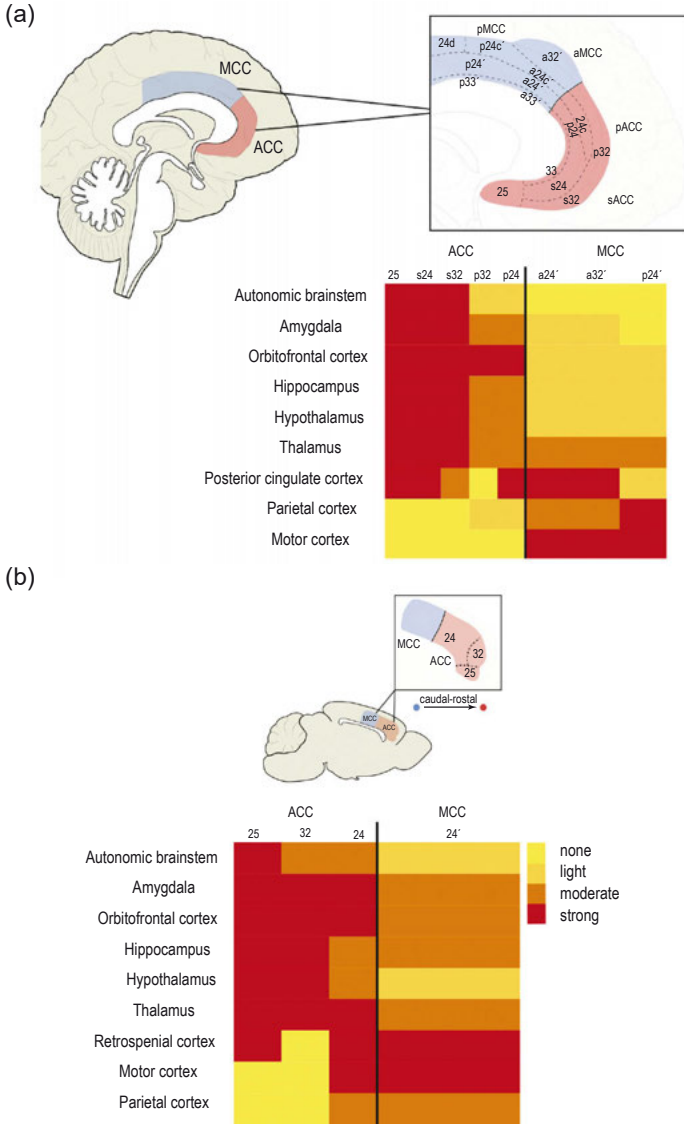 (a)
MCC
ACC
pMCC
24d
p24c´
a32´
aMCC
p24´
a24c´
a24´
p33´
a33´
24c
p24
pACC
p32
33
s24
25
s32
sACC
ACC MCC
25 s24 s32 p32 p24 a24´ a32´ p24´
Autonomic brainstem
Amygdala
Orbitofrontal cortex
Hippocampus
Hypothalamus
Thalamus
Posterior cingulate cortex
Parietal cortex
Motor cortex
(b)
MCC
24
32
ACC
25
caudal-rostal
MCC
ACC
ACC MCC
25 32 24 24´
Autonomic brainstem
Amygdala
Orbitofrontal cortex
Hippocampus
Hypothalamus
Thalamus
Retrospenial cortex
Motor cortex
Parietal cortex
none
light
moderate
strong